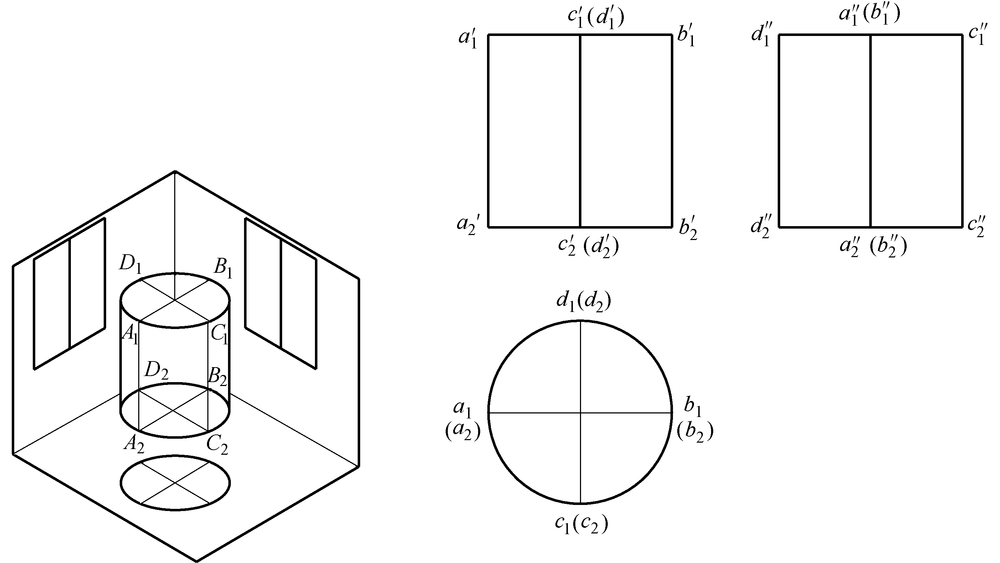 c′₁(d′₁)
a″₁(b″₁)
a′₁
b′₁
d″₁
c″₁
a₂′
b′₂
d″₂
c″₂
c′₂(d′₂)
a″₂(b″₂)
D₁
B₁
A₁
C₁
D₂
B₂
A₂
C₂
d₁(d₂)
a₁
(a₂)
b₁
(b₂)
c₁(c₂)